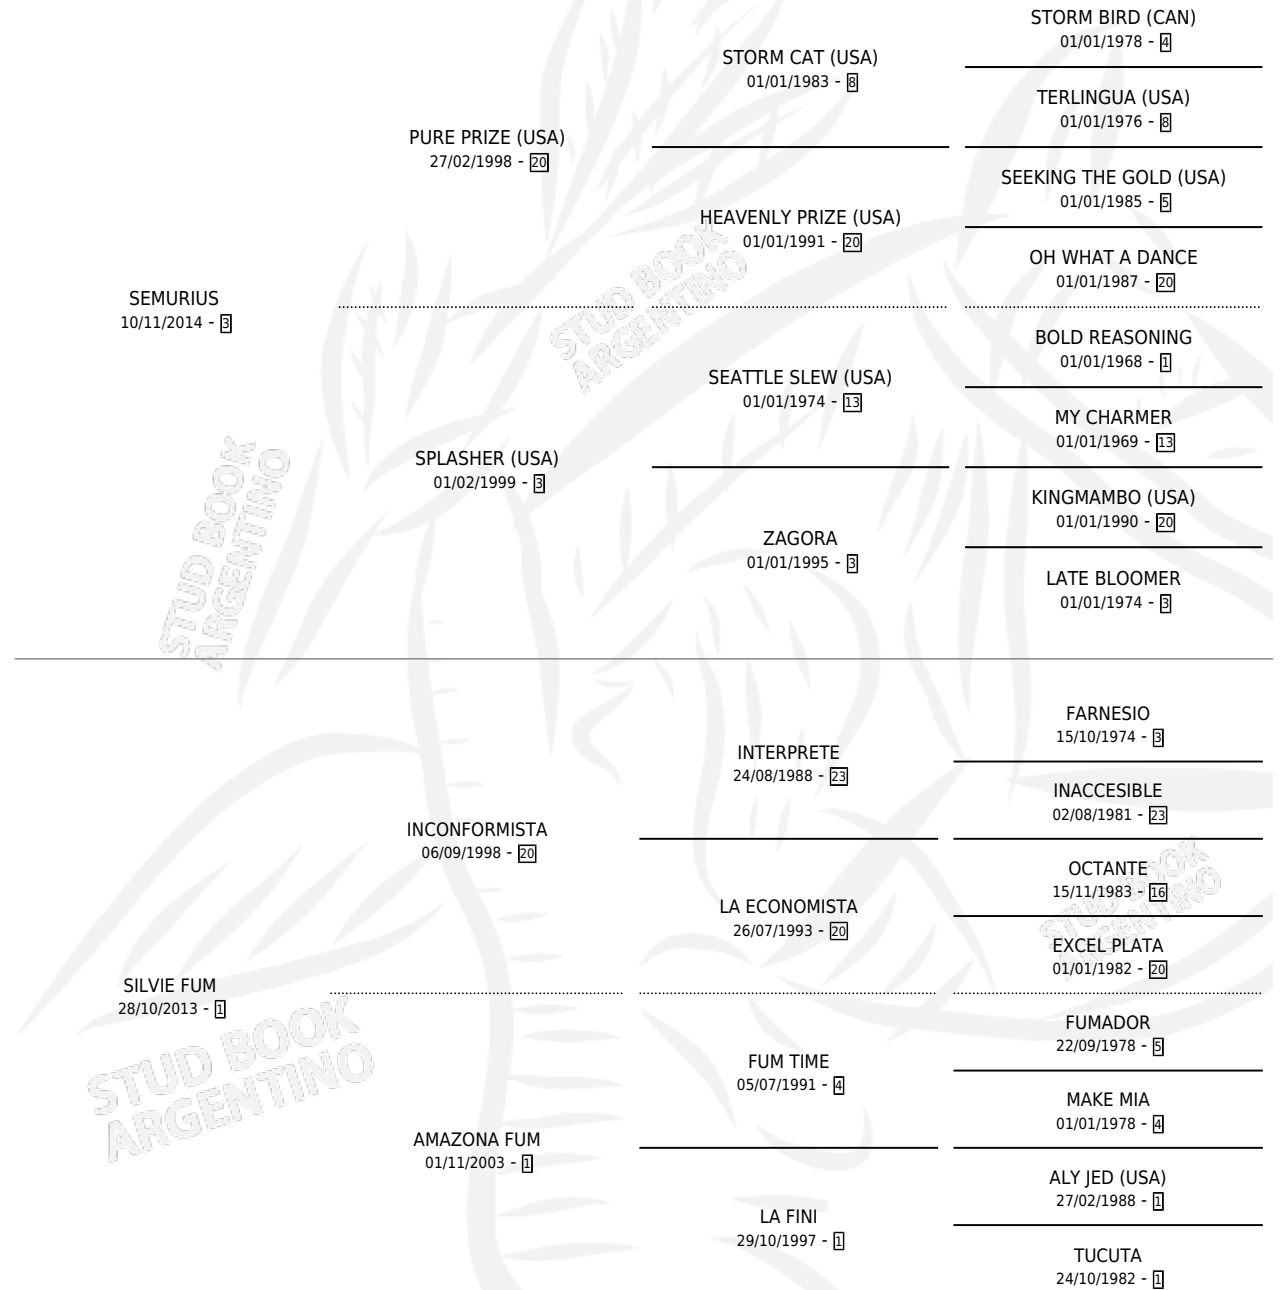 STORM BIRD (CAN)
01/01/1978 - 4
STORM CAT (USA)
01/01/1983 - 8
TERLINGUA (USA)
01/01/1976 - 8
PURE PRIZE (USA)
27/02/1998 - 20
SEEKING THE GOLD (USA)
01/01/1985 - 5
HEAVENLY PRIZE (USA)
01/01/1991 - 20
OH WHAT A DANCE
01/01/1987 - 20
SEMURIUS
10/11/2014 - 3
BOLD REASONING
01/01/1968 - 1
SEATTLE SLEW (USA)
01/01/1974 - 13
MY CHARMER
01/01/1969 - 13
SPLASHER (USA)
01/02/1999 - 3
KINGMAMBO (USA)
01/01/1990 - 20
ZAGORA
01/01/1995 - 3
LATE BLOOMER
01/01/1974 - 3
FARNESIO
15/10/1974 - 3
INTERPRETE
24/08/1988 - 23
INACCESIBLE
02/08/1981 - 23
INCONFORMISTA
06/09/1998 - 20
OCTANTE
15/11/1983 - 16
LA ECONOMISTA
26/07/1993 - 20
EXCEL PLATA
01/01/1982 - 20
SILVIE FUM
28/10/2013 - 1
FUMADOR
22/09/1978 - 5
FUM TIME
05/07/1991 - 4
MAKE MIA
01/01/1978 - 4
AMAZONA FUM
01/11/2003 - 1
ALY JED (USA)
27/02/1988 - 1
LA FINI
29/10/1997 - 1
TUCUTA
24/10/1982 - 1
STUD BOOK
ARGENTINO
STUD BOOK
ARGENTINO
STUD BOOK
ARGENTINO
STUD BOOK
ARGENTINO